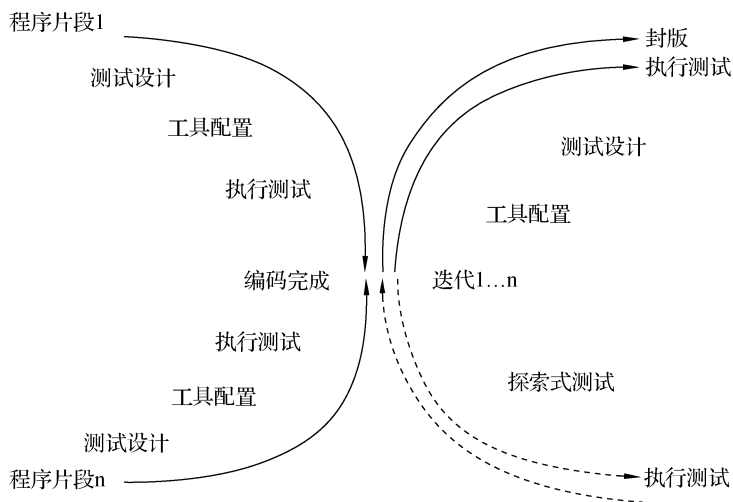 程序片段1
测试设计
工具配置
执行测试
编码完成
执行测试
工具配置
测试设计
程序片段n
封版
执行测试
测试设计
工具配置
迭代1…n
探索式测试
执行测试